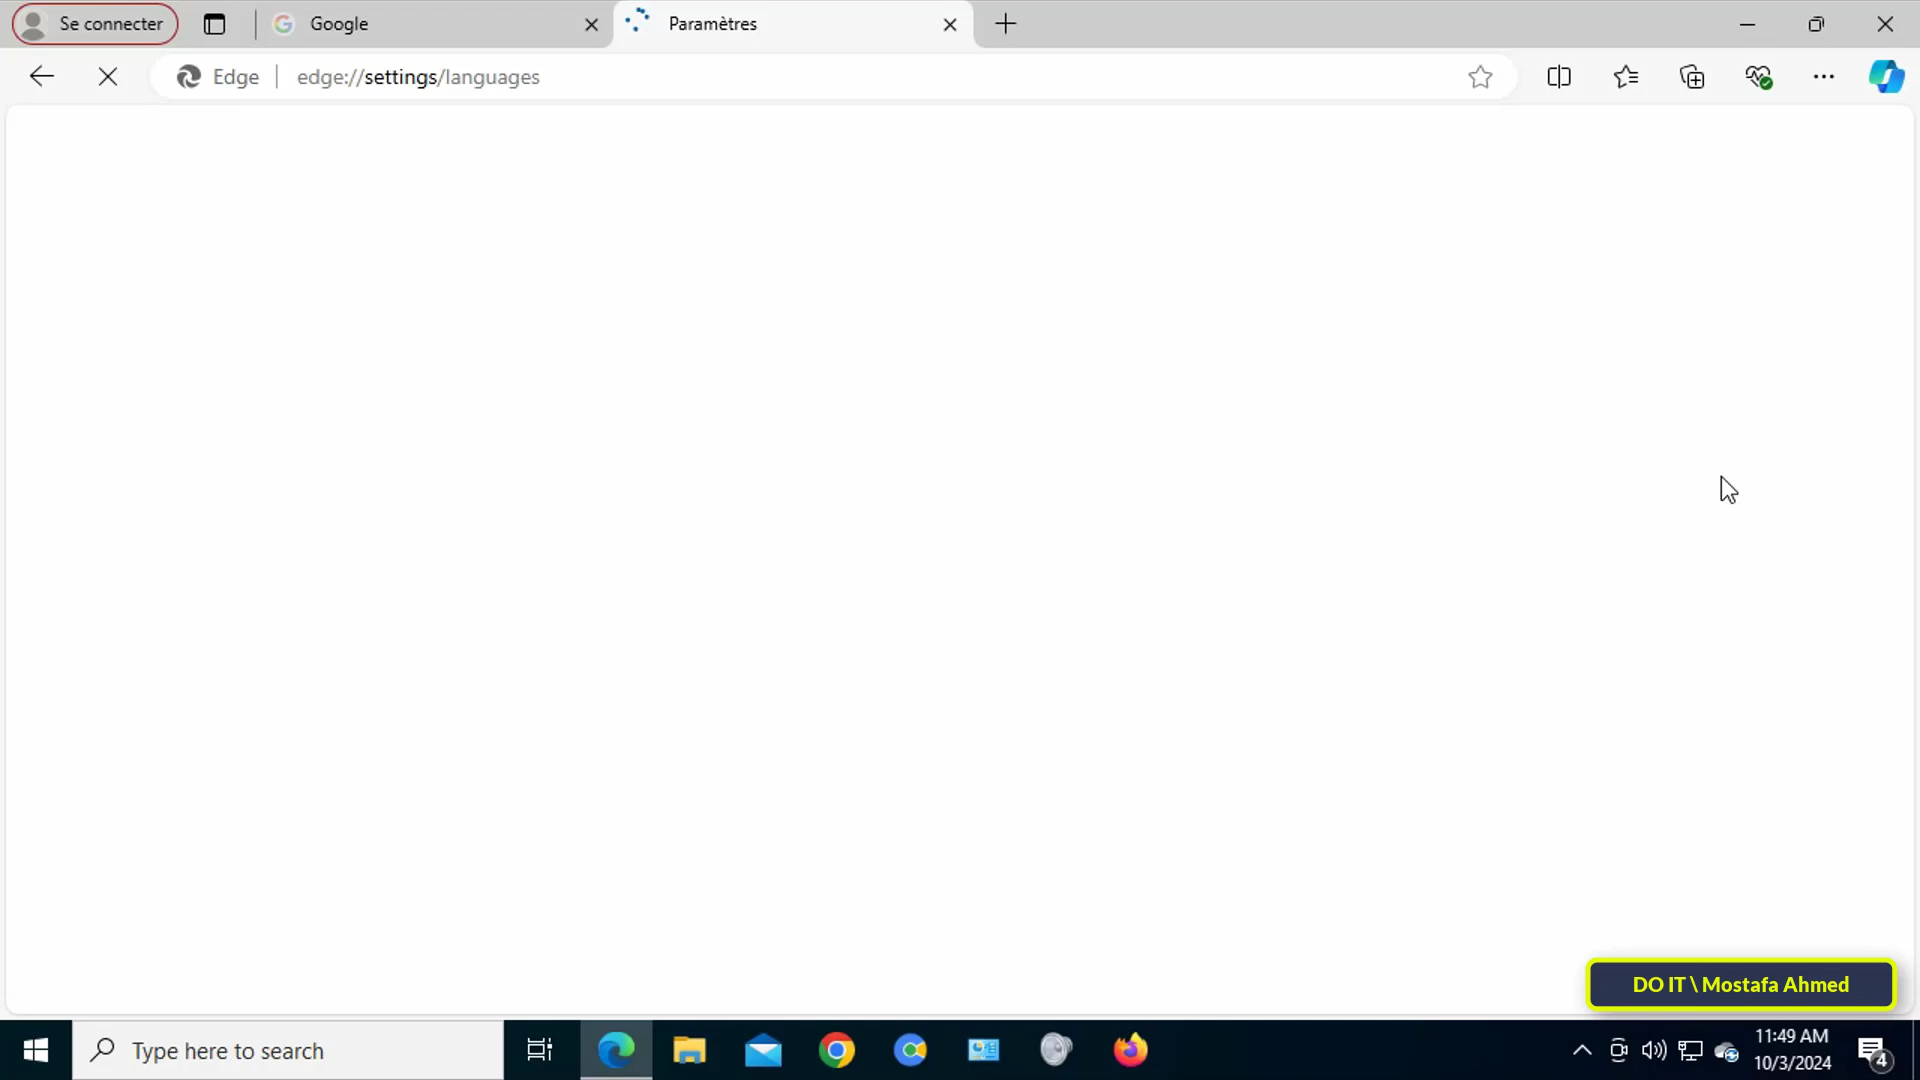 Se connecter
Google
Paramètres
Edge
edge://settings/languages
DO IT \ Mostafa Ahmed
Type here to search
11:49 AM
10/3/2024
4